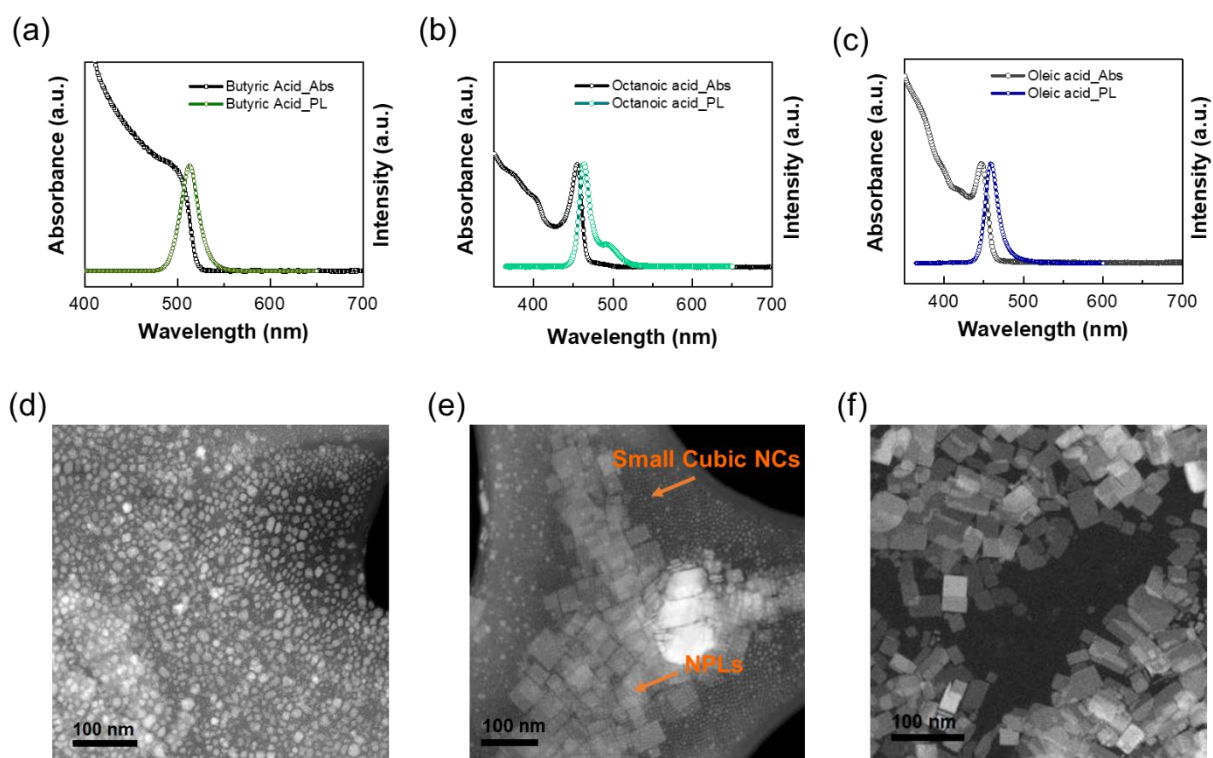 (a)
Absorbance (a.u.)
Butyric Acid_Abs
Butyric Acid_PL
Intensity (a.u.)
400 500 600 700
Wavelength (nm)
(b)
Absorbance (a.u.)
Octanoic acid_Abs
Octanoic acid_PL
Intensity (a.u.)
400 500 600 700
Wavelength (nm)
(c)
Absorbance (a.u.)
Oleic acid_Abs
Oleic acid_PL
Intensity (a.u.)
400 500 600 700
Wavelength (nm)
(d)
100 nm
(e)
Small Cubic NCs
NPLs
100 nm
(f)
100 nm